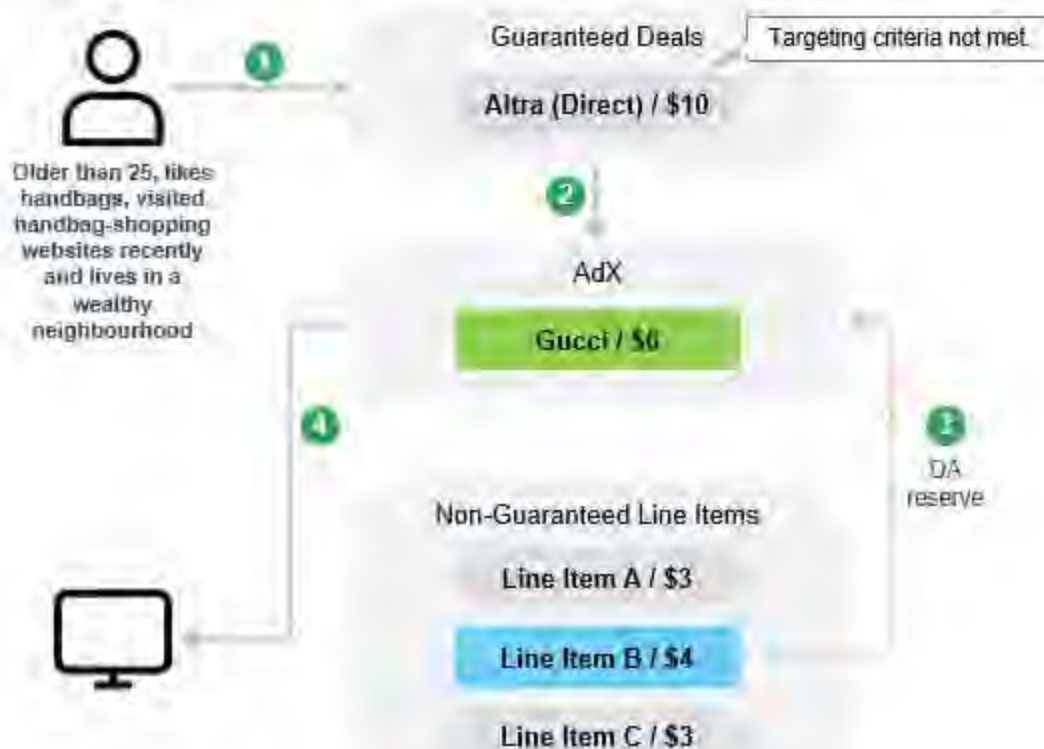 1
Guaranteed Deals
Targeting criteria not met.
Altra (Direct) / $10
Older than 25, likes
handbags, visited
handbag-shopping
websites recently
and lives in a
wealthy
neighbourhood
2
AdX
Gucci / $6
4
3
DA
reserve
Non-Guaranteed Line Items
Line Item A / $3
Line Item B / $4
Line Item C / $3